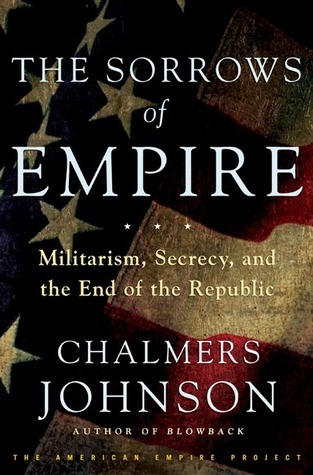 THE SORROWS
of
EMPIRE
Militarism, Secrecy, and
the End of the Republic
CHALMERS
JOHNSON
AUTHOR OF BLOWBACK
THE AMERICAN EMPIRE PROJECT